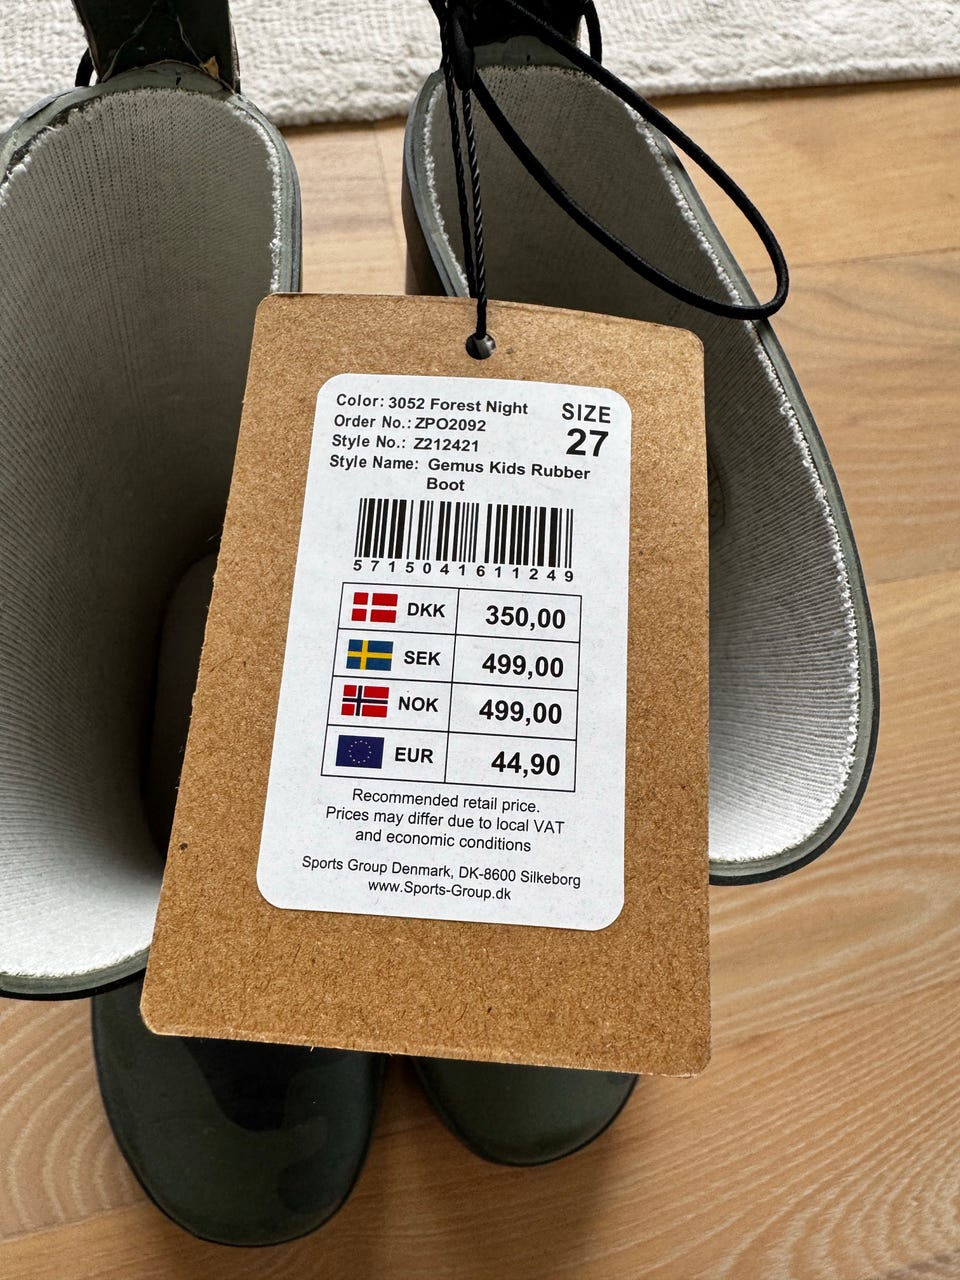 Color: 3052 Forest Night
SIZE
27
Order No.: ZPO2092
Style No.: Z212421
Style Name: Gemus Kids Rubber
Boot
5715041611249
DKK 350,00
SEK 499,00
NOK 499,00
EUR 44,90
Recommended retail price.
Prices may differ due to local VAT
and economic conditions
Sports Group Denmark, DK-8600 Silkeborg
www.Sports-Group.dk